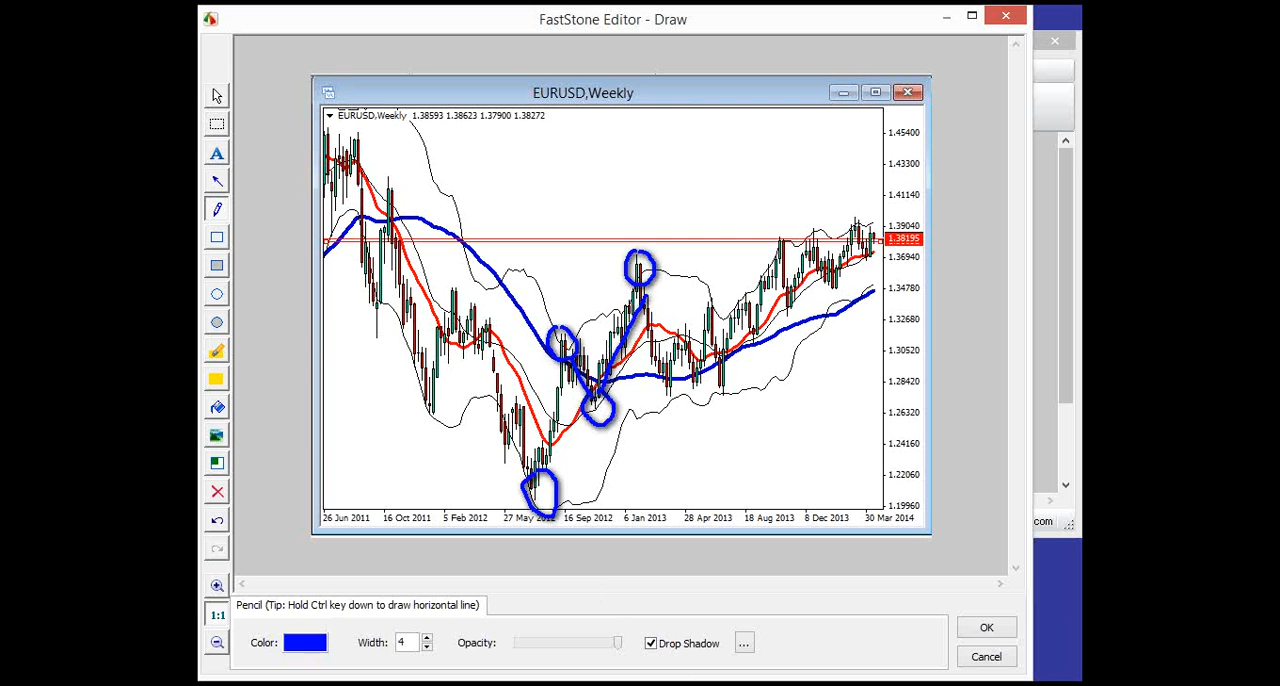 FastStone Editor - Draw
EURUSD,Weekly
EURUSD,Weekly 1.38593 1.38623 1.37900 1.38272
1.45400
1.43300
1.41140
1.39040
1.38195
1.36940
1.34780
1.32680
1.30520
1.28420
1.26320
1.24160
1.22060
1.19960
26 Jun 2011 16 Oct 2011 5 Feb 2012 27 May 2012 16 Sep 2012 6 Jan 2013 28 Apr 2013 18 Aug 2013 8 Dec 2013 30 Mar 2014
com
A
1:1
Pencil (Tip: Hold Ctrl key down to draw horizontal line)
Color: Width: 4 Opacity: Drop Shadow ...
OK
Cancel